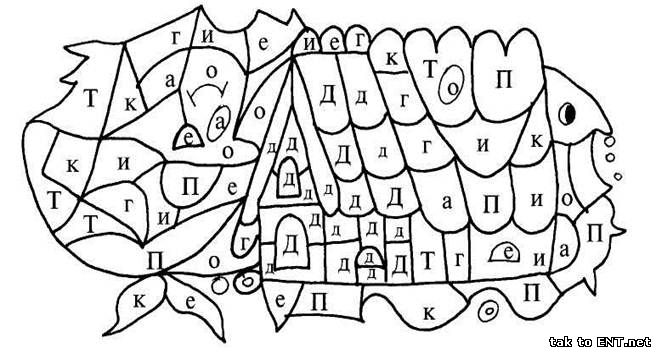 г и е и е г
Т к а о о Д д г к Т о П
а е о д д Д д г и к
к и П е д Д д Д а П и о
Т Т г и г Д д д д Т г е и а П
П о д д д Д
к е е П к П
tak to ENT.net